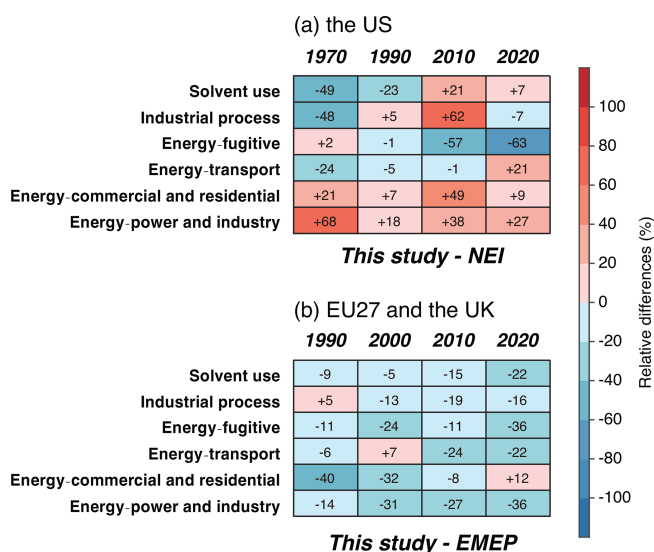 (a) the US
1970 1990 2010 2020
Solvent use -49 -23 +21 +7
Industrial process -48 +5 +62 -7
Energy-fugitive +2 -1 -57 -63
Energy-transport -24 -5 -1 +21
Energy-commercial and residential +21 +7 +49 +9
Energy-power and industry +68 +18 +38 +27
This study - NEI
(b) EU27 and the UK
1990 2000 2010 2020
Solvent use -9 -5 -15 -22
Industrial process +5 -13 -19 -16
Energy-fugitive -11 -24 -11 -36
Energy-transport -6 +7 -24 -22
Energy-commercial and residential -40 -32 -8 +12
Energy-power and industry -14 -31 -27 -36
This study - EMEP
100
80
60
40
20
0
-20
-40
-60
-80
-100
Relative differences (%)